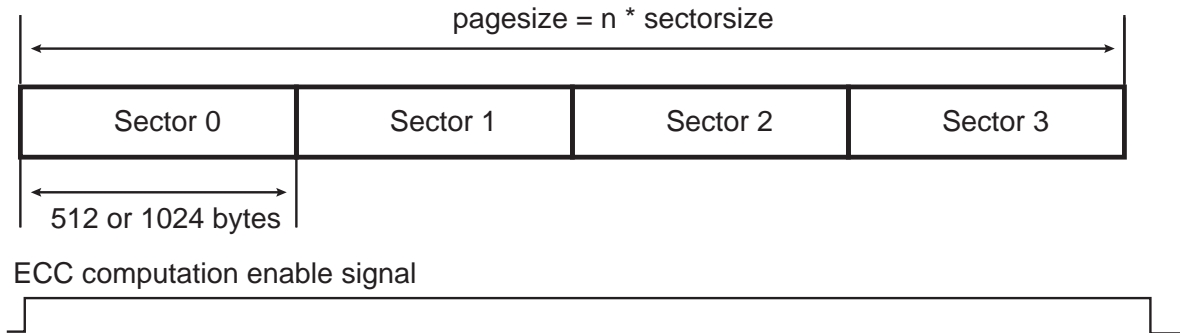 pagesize = n * sectorsize
Sector 0 Sector 1 Sector 2 Sector 3
512 or 1024 bytes
ECC computation enable signal